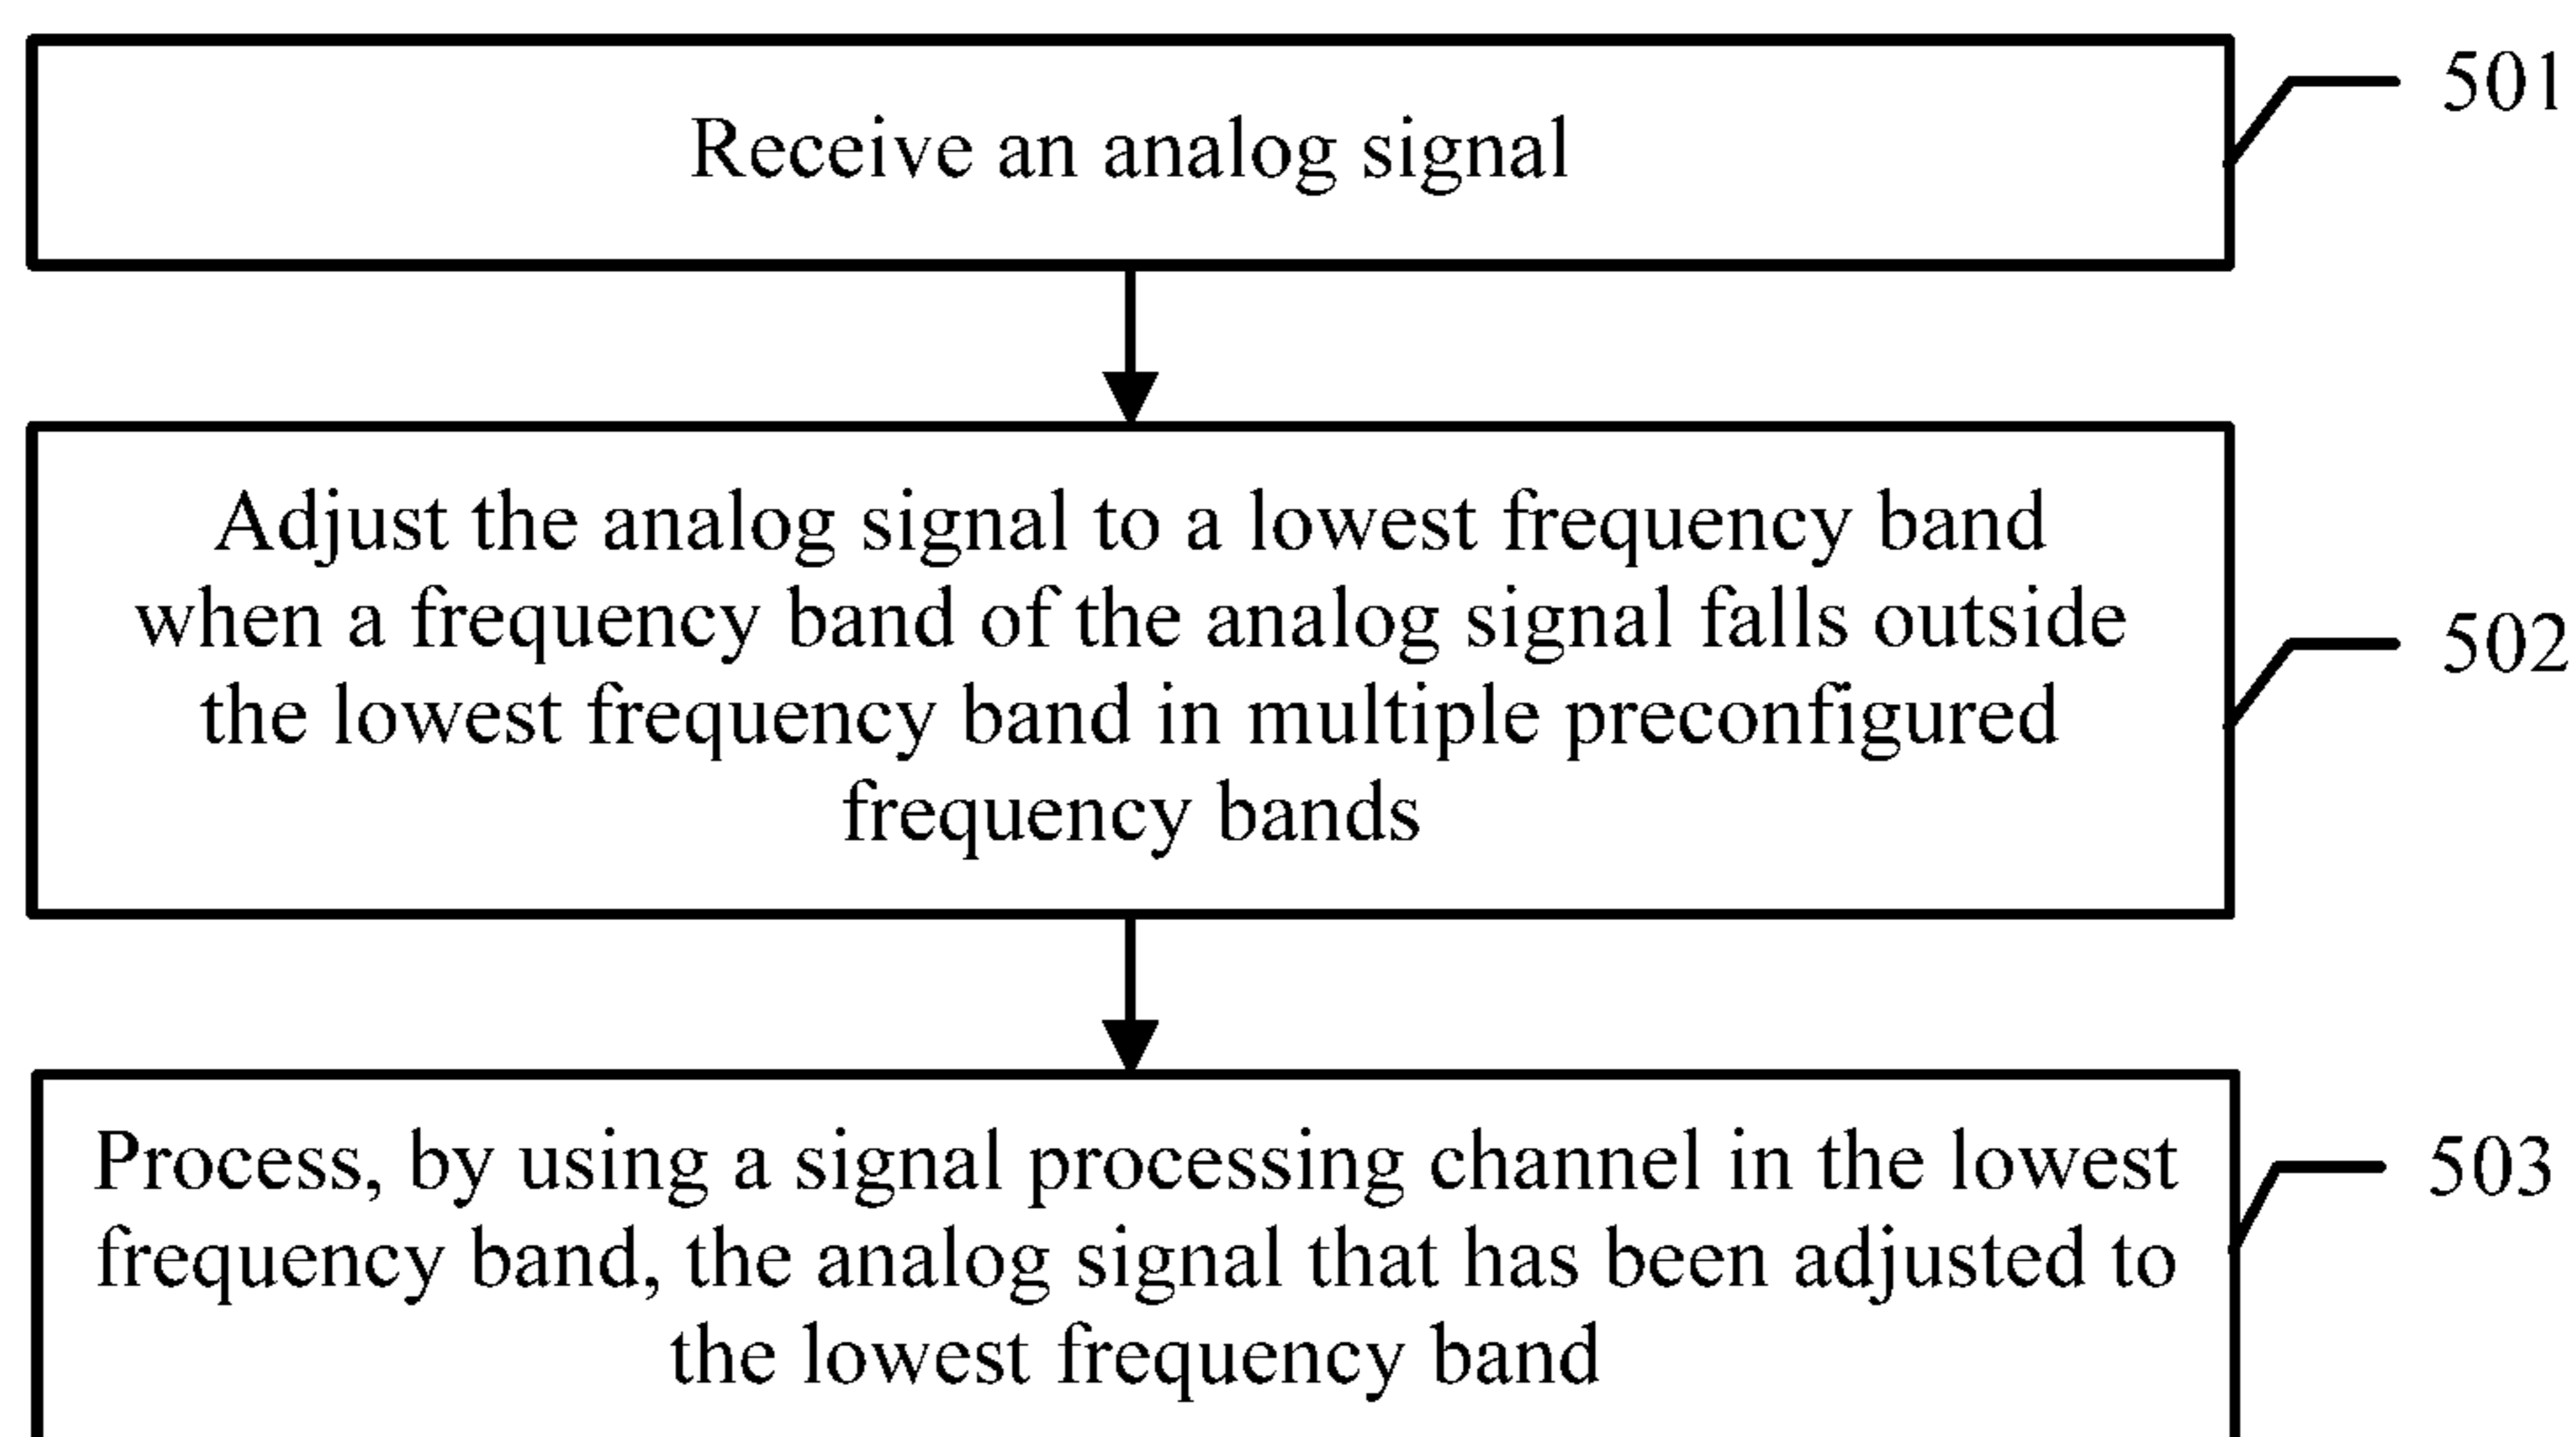 Receive an analog signal
501
Adjust the analog signal to a lowest frequency band
when a frequency band of the analog signal falls outside
the lowest frequency band in multiple preconfigured
frequency bands
502
Process, by using a signal processing channel in the lowest
frequency band, the analog signal that has been adjusted to
the lowest frequency band
503